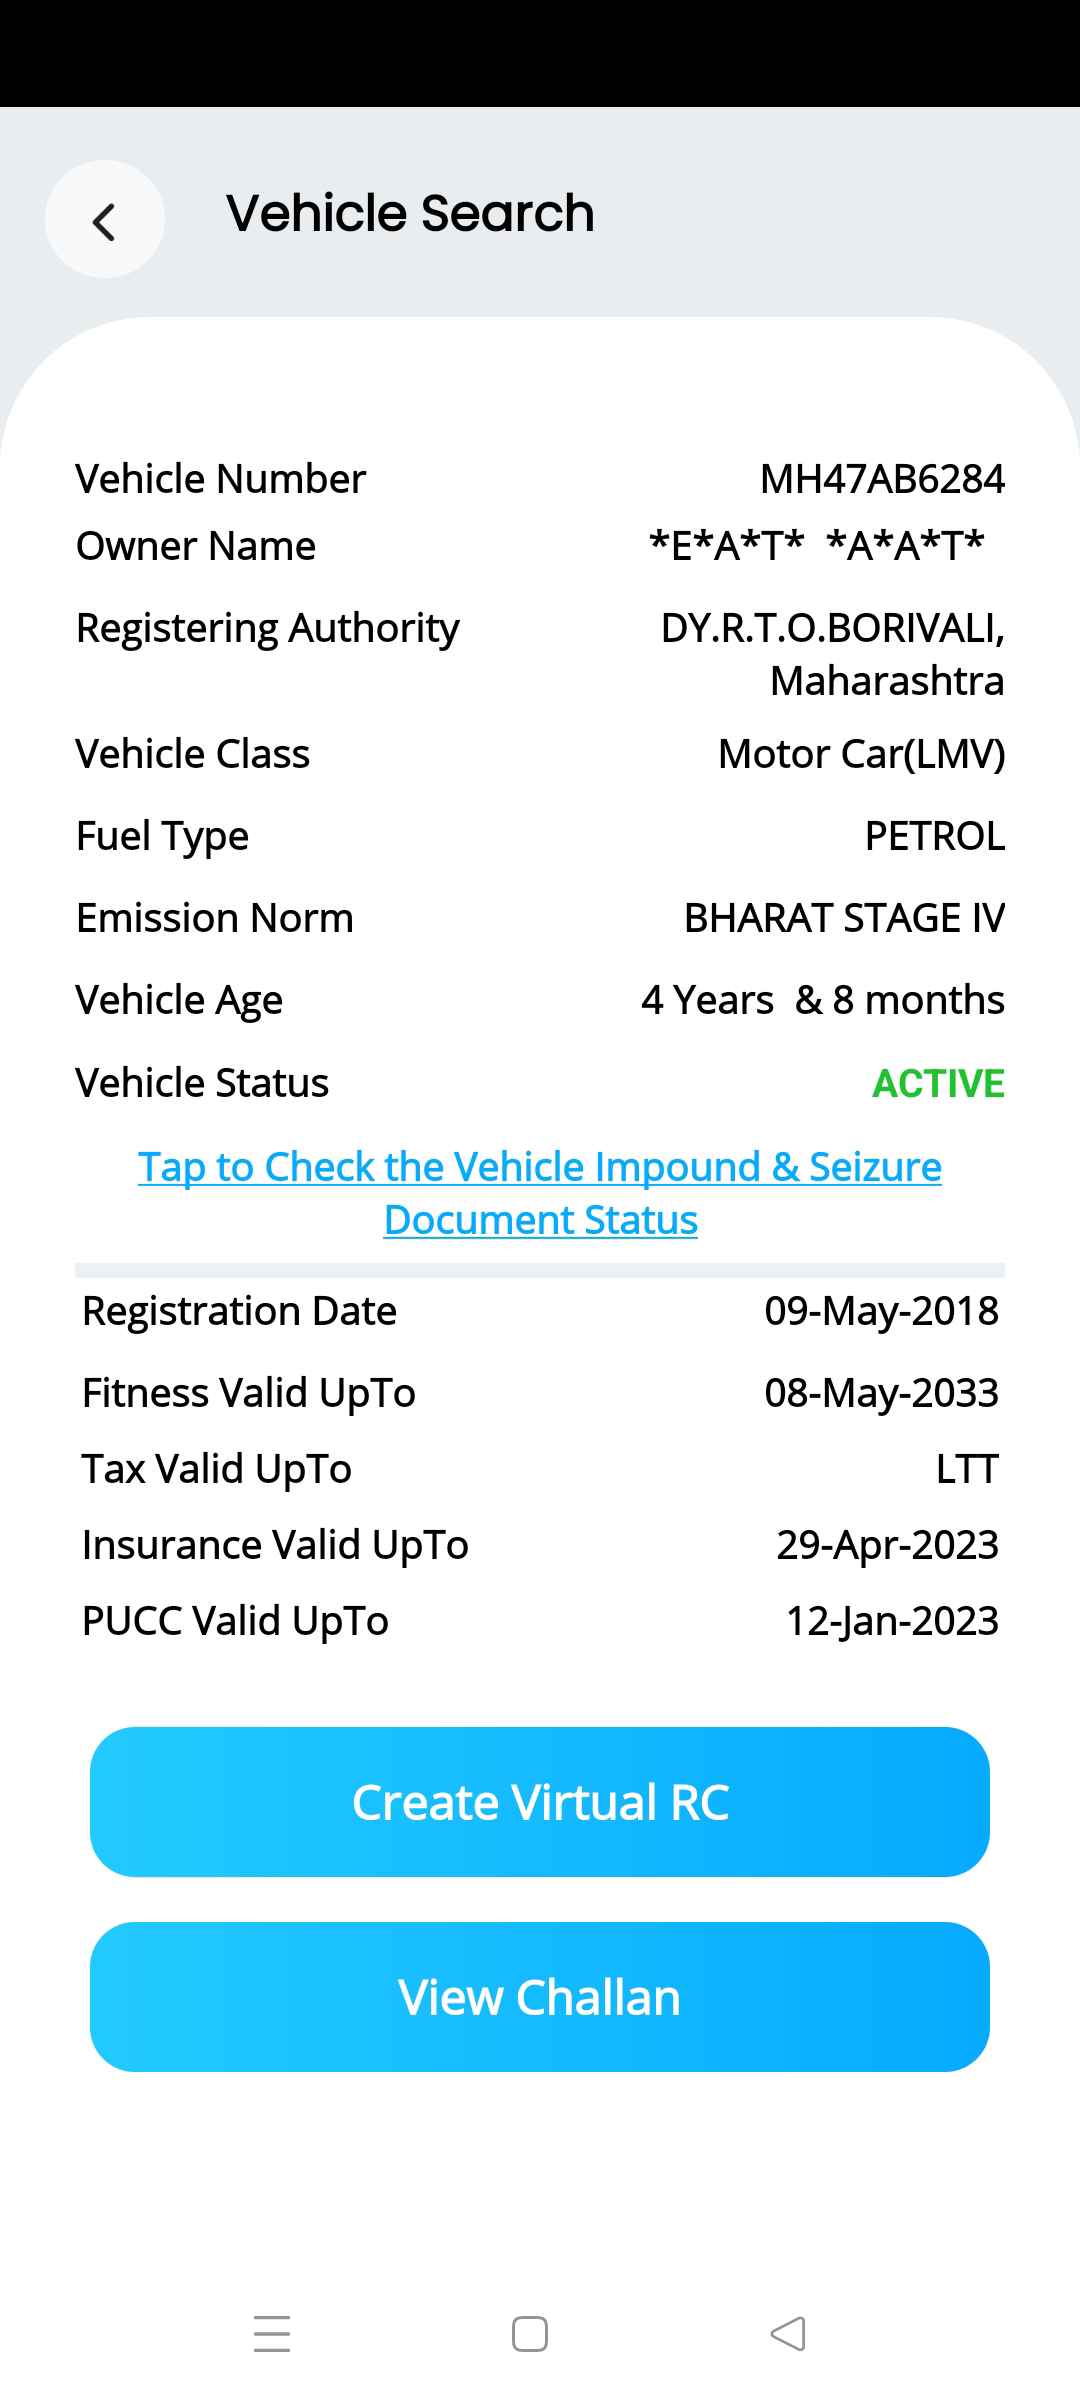 Vehicle Search
Vehicle Number MH47AB6284
Owner Name *E*A*T*  *A*A*T*
Registering Authority DY.R.T.O.BORIVALI,
Maharashtra
Vehicle Class Motor Car(LMV)
Fuel Type PETROL
Emission Norm BHARAT STAGE IV
Vehicle Age 4 Years  & 8 months
Vehicle Status ACTIVE
Tap to Check the Vehicle Impound & Seizure
Document Status
Registration Date 09-May-2018
Fitness Valid UpTo 08-May-2033
Tax Valid UpTo LTT
Insurance Valid UpTo 29-Apr-2023
PUCC Valid UpTo 12-Jan-2023
Create Virtual RC
View Challan